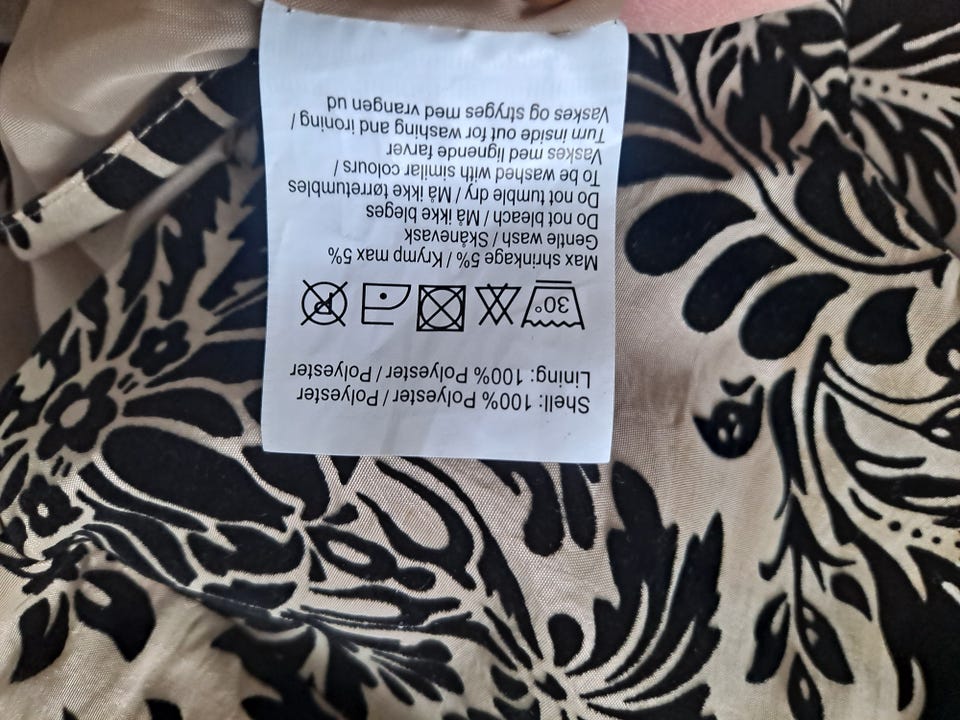 Shell: 100% Polyester / Polyester
Lining: 100% Polyester / Polyester
30°
Max shrinkage 5% / Krymp max 5%
Gentle wash / Skånevask
Do not bleach / Må ikke bleges
Do not tumble dry / Må ikke tørretumbles
To be washed with similar colours /
Vaskes med lignende farver
Turn inside out for washing and ironing /
Vaskes og stryges med vrangen ud